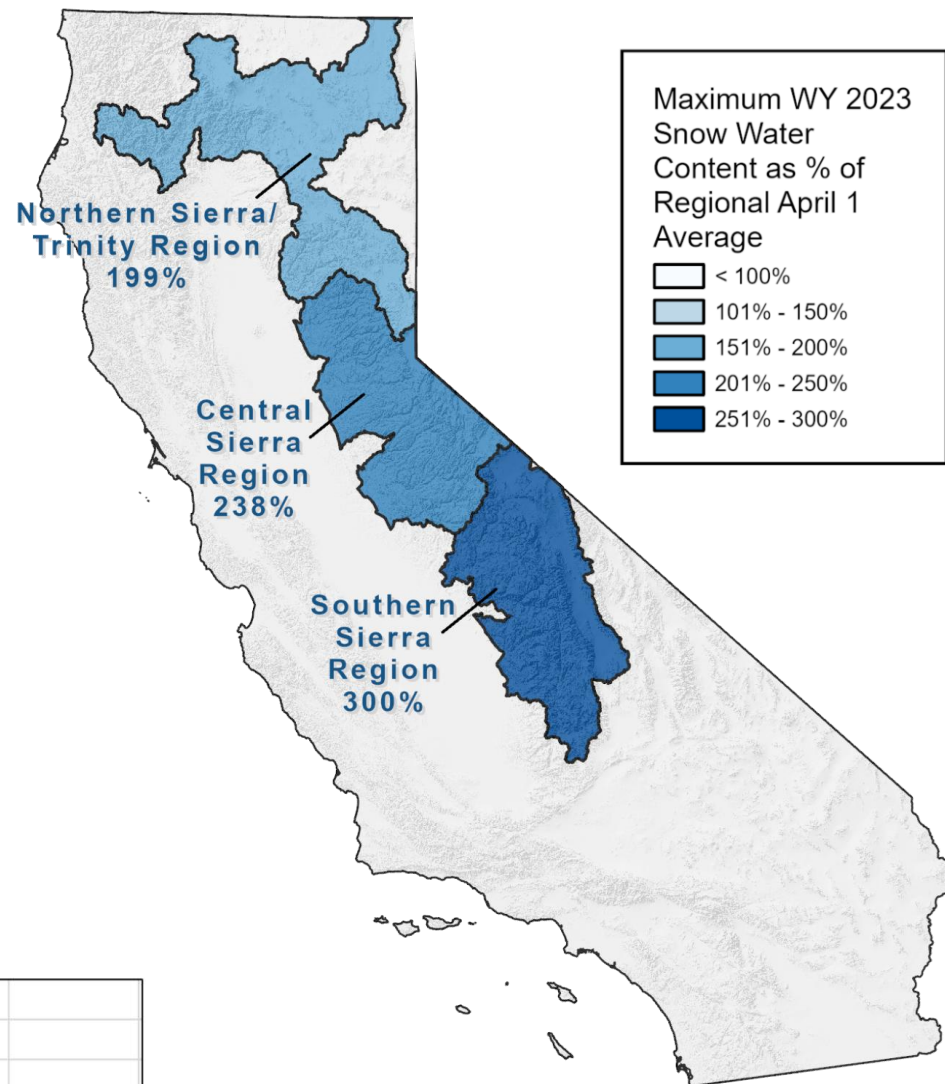 Maximum WY 2023
Snow Water
Content as % of
Regional April 1
Average
< 100%
101% - 150%
151% - 200%
201% - 250%
251% - 300%
Northern Sierra/
Trinity Region
199%
Central
Sierra
Region
238%
Southern
Sierra
Region
300%